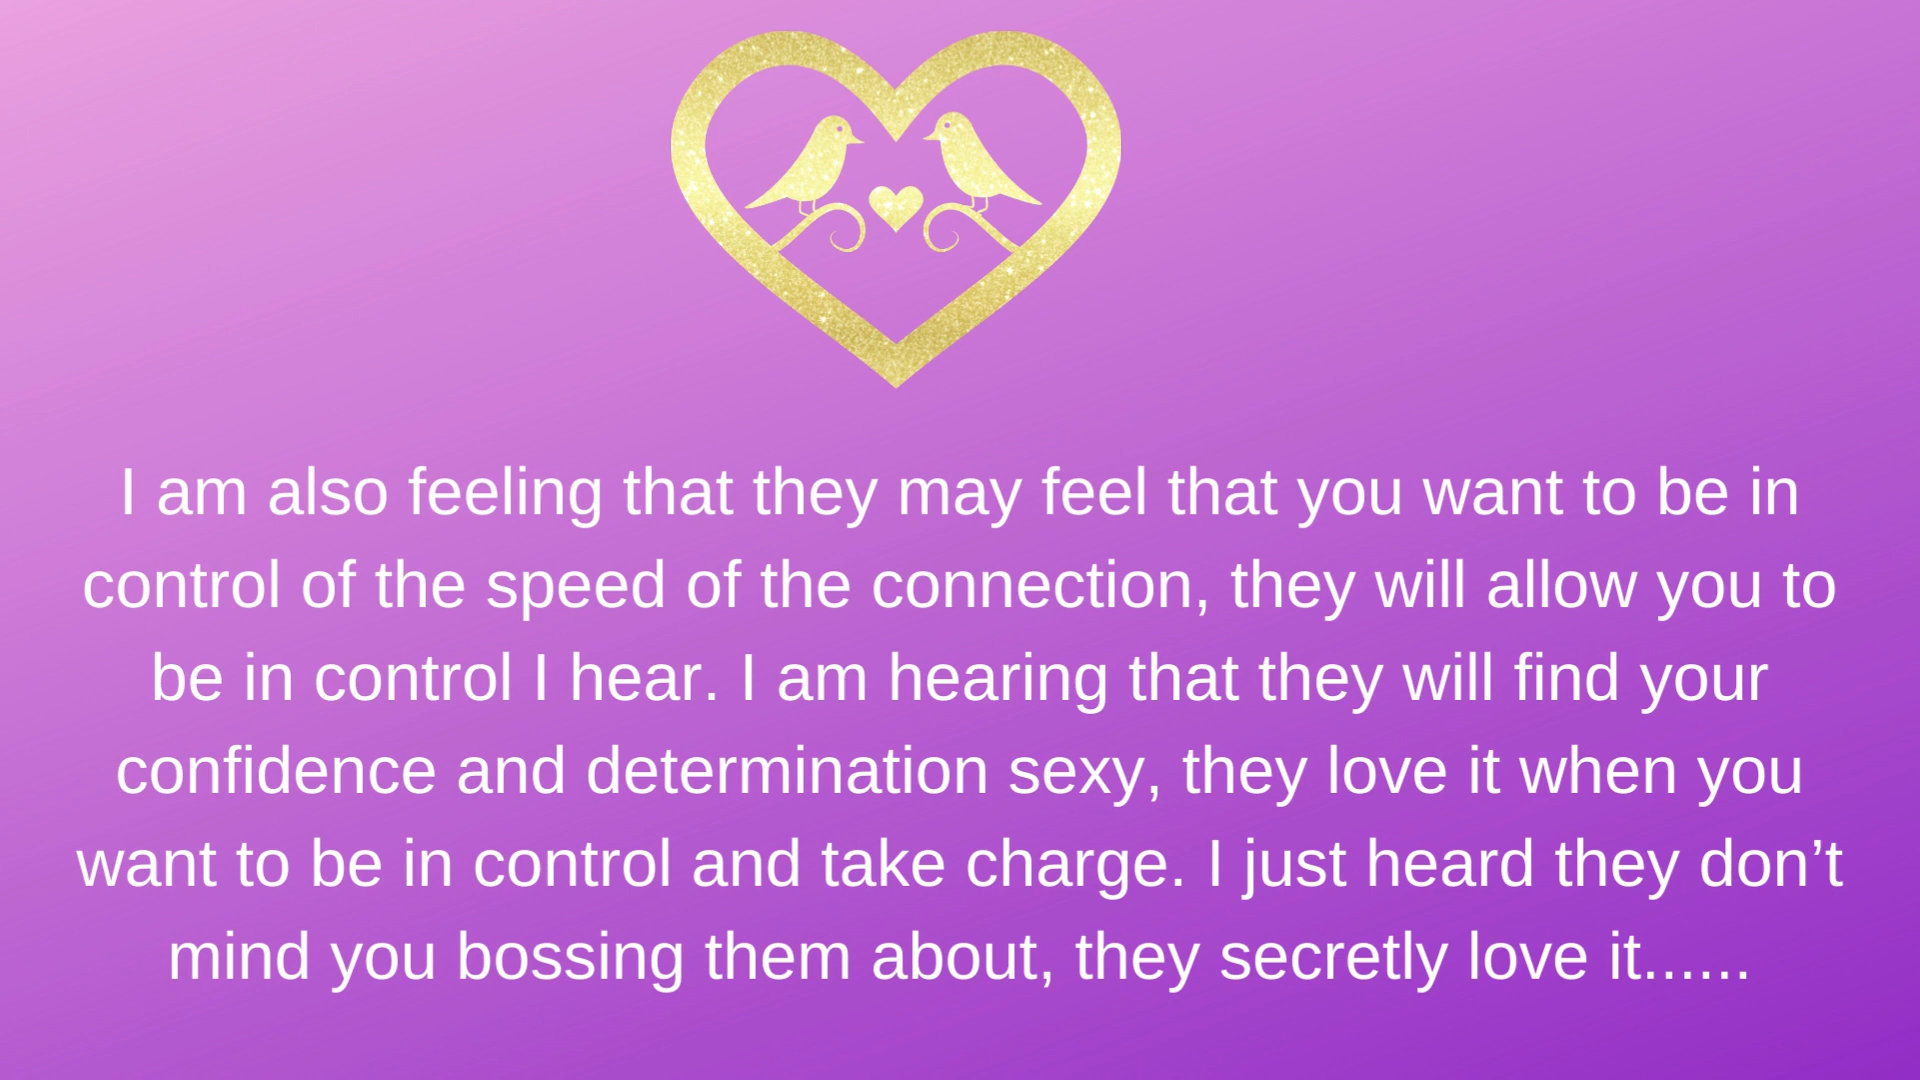 I am also feeling that they may feel that you want to be in
control of the speed of the connection, they will allow you to
be in control I hear. I am hearing that they will find your
confidence and determination sexy, they love it when you
want to be in control and take charge. I just heard they don’t
mind you bossing them about, they secretly love it......